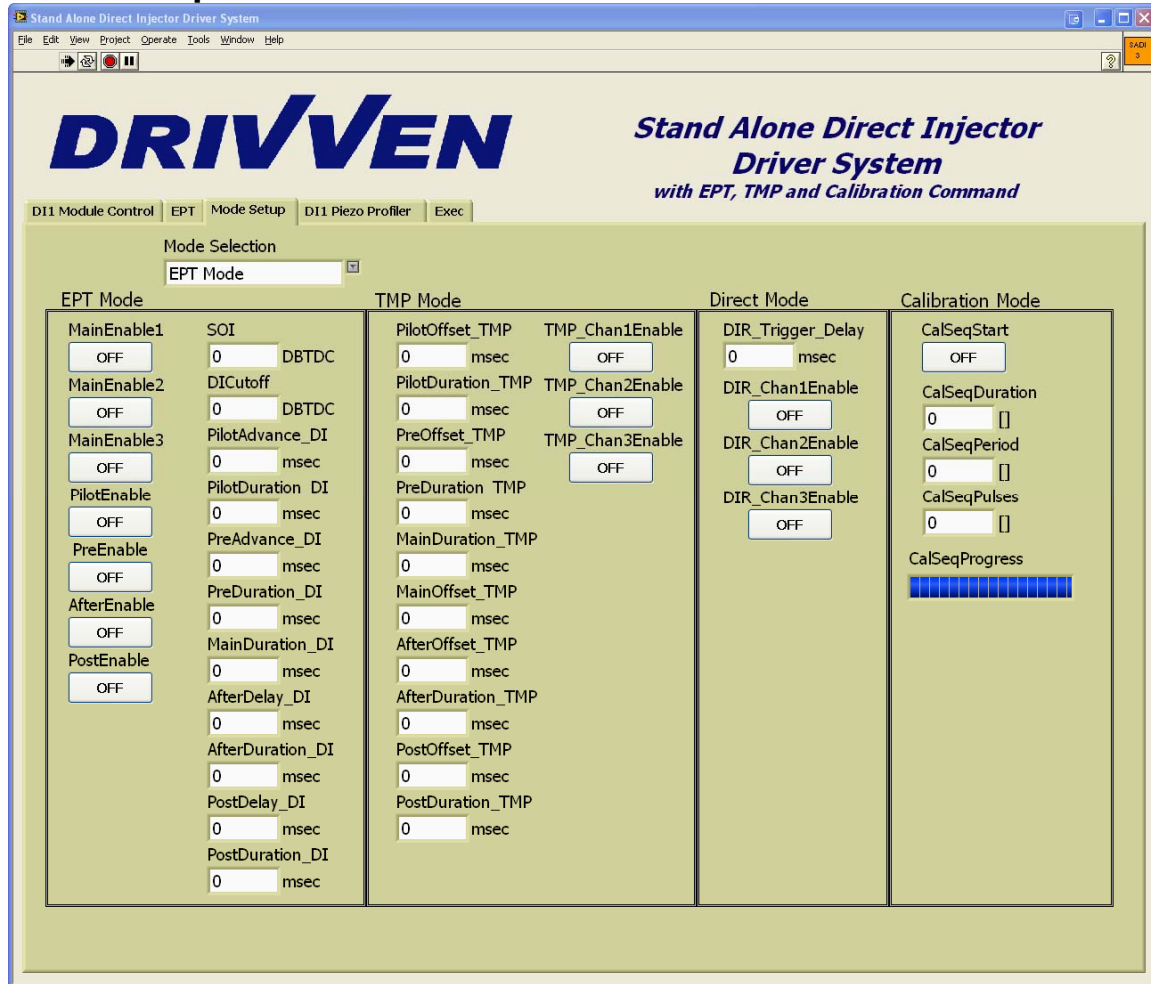 Stand Alone Direct Injector Driver System
File Edit View Project Operate Tools Window Help
SADI
3
DRIVVEN
Stand Alone Direct Injector
Driver System
with EPT, TMP and Calibration Command
DI1 Module Control EPT Mode Setup DI1 Piezo Profiler Exec
Mode Selection
EPT Mode
EPT Mode
MainEnable1
OFF
MainEnable2
OFF
MainEnable3
OFF
PilotEnable
OFF
PreEnable
OFF
AfterEnable
OFF
PostEnable
OFF
SOI
0 DBTDC
DICutoff
0 DBTDC
PilotAdvance_DI
0 msec
PilotDuration_DI
0 msec
PreAdvance_DI
0 msec
PreDuration_DI
0 msec
MainDuration_DI
0 msec
AfterDelay_DI
0 msec
AfterDuration_DI
0 msec
PostDelay_DI
0 msec
PostDuration_DI
0 msec
TMP Mode
PilotOffset_TMP
0 msec
PilotDuration_TMP
0 msec
PreOffset_TMP
0 msec
PreDuration_TMP
0 msec
MainDuration_TMP
0 msec
MainOffset_TMP
0 msec
AfterOffset_TMP
0 msec
AfterDuration_TMP
0 msec
PostOffset_TMP
0 msec
PostDuration_TMP
0 msec
TMP_Chan1Enable
OFF
TMP_Chan2Enable
OFF
TMP_Chan3Enable
OFF
Direct Mode
DIR_Trigger_Delay
0 msec
DIR_Chan1Enable
OFF
DIR_Chan2Enable
OFF
DIR_Chan3Enable
OFF
Calibration Mode
CalSeqStart
OFF
CalSeqDuration
0 []
CalSeqPeriod
0 []
CalSeqPulses
0 []
CalSeqProgress